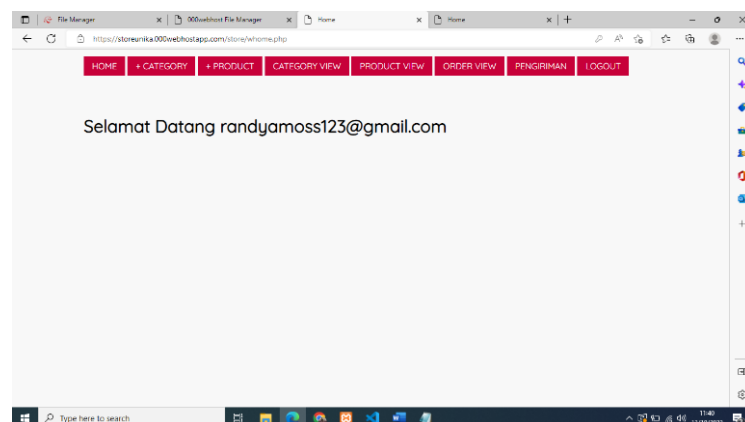 File Manager 000webhost File Manager Home Home
https://storeunika.000webhostapp.com/store/whome.php
HOME + CATEGORY + PRODUCT CATEGORY VIEW PRODUCT VIEW ORDER VIEW PENGIRIMAN LOGOUT
Selamat Datang randyamoss123@gmail.com
Type here to search 11:40